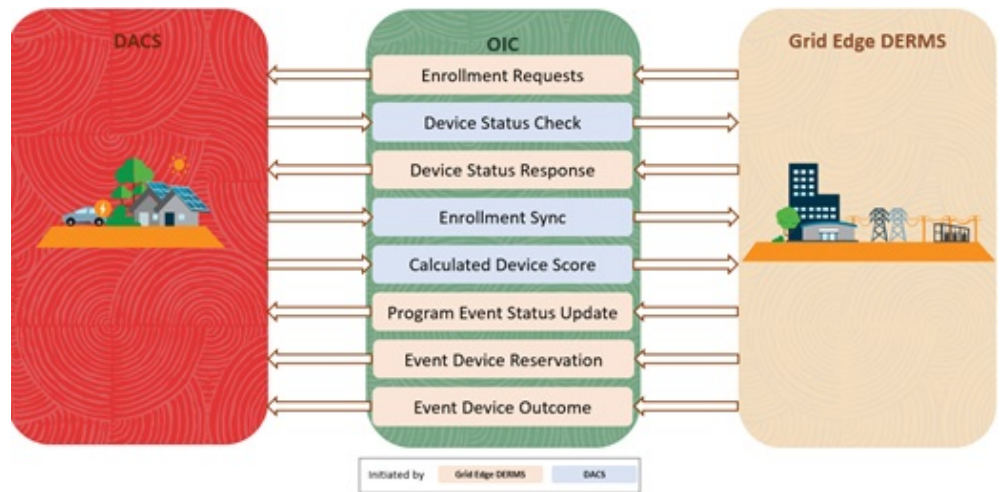 DACS
OIC
Grid Edge DERMS
Enrollment Requests
Device Status Check
Device Status Response
Enrollment Sync
Calculated Device Score
Program Event Status Update
Event Device Reservation
Event Device Outcome
Initiated by Grid Edge DERMS DACS